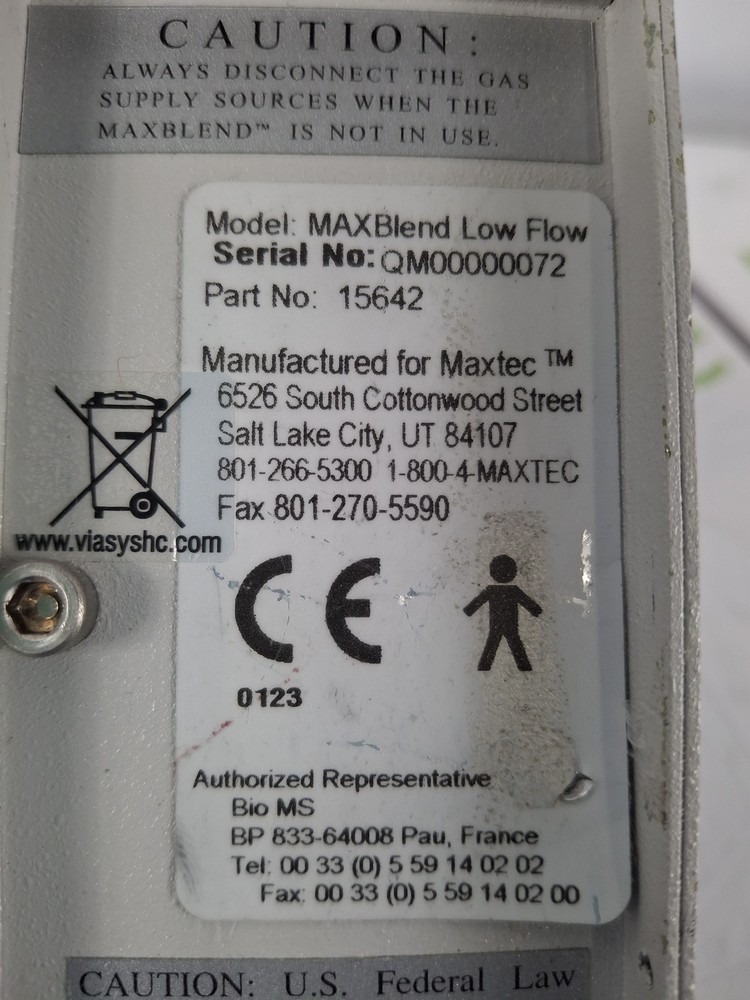 CAUTION:
ALWAYS DISCONNECT THE GAS
SUPPLY SOURCES WHEN THE
MAXBLEND™ IS NOT IN USE.
Model: MAXBlend Low Flow
Serial No: QM00000072
Part No: 15642
Manufactured for Maxtec ™
6526 South Cottonwood Street
Salt Lake City, UT 84107
801-266-5300 1-800-4-MAXTEC
Fax 801-270-5590
www.viasyshc.com
CE
0123
Authorized Representative
Bio MS
BP 833-64008 Pau, France
Tel: 00 33 (0) 5 59 14 02 02
Fax: 00 33 (0) 5 59 14 02 00
CAUTION: U.S. Federal Law